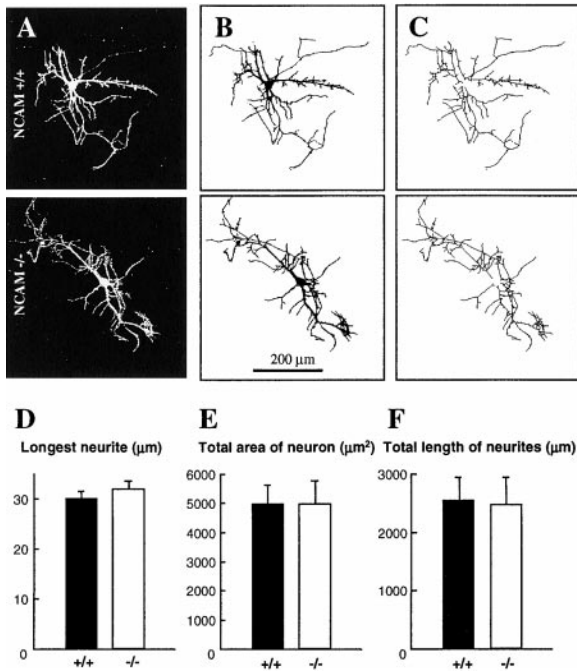 A
B
C
NCAM +/+
NCAM -/-
200 µm
D
E
F
Longest neurite (µm)
Total area of neuron (µm²)
Total length of neurites (µm)
30
20
10
0
+/+
-/-
6000
5000
4000
3000
2000
1000
0
+/+
-/-
3000
2000
1000
0
+/+
-/-